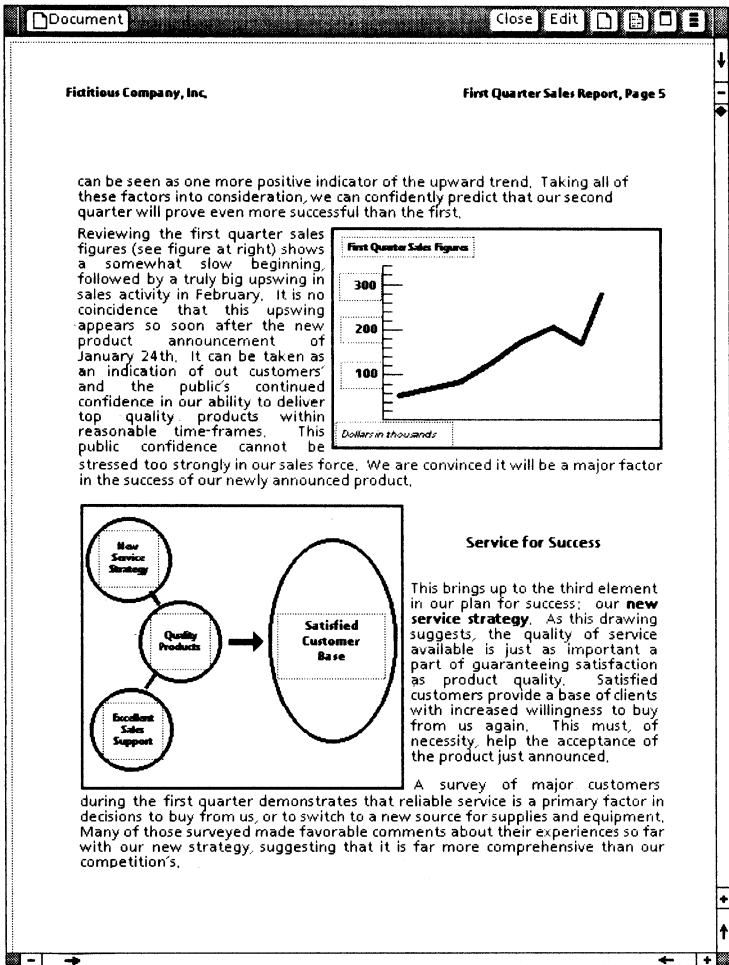 Document
Close Edit
Fictitious Company, Inc.
First Quarter Sales Report, Page 5
can be seen as one more positive indicator of the upward trend. Taking all of
these factors into consideration, we can confidently predict that our second
quarter will prove even more successful than the first.
Reviewing the first quarter sales
figures (see figure at right) shows
a somewhat slow beginning,
followed by a truly big upswing in
sales activity in February. It is no
coincidence that this upswing
appears so soon after the new
product announcement of
January 24th. It can be taken as
an indication of out customers'
and the public's continued
confidence in our ability to deliver
top quality products within
reasonable time-frames. This
public confidence cannot be
stressed too strongly in our sales force. We are convinced it will be a major factor
in the success of our newly announced product.
First Quarter Sales Figures
300
200
100
Dollars in thousands
New
Service
Strategy
Quality
Products
Excellent
Sales
Support
Satisfied
Customer
Base
Service for Success
This brings up to the third element
in our plan for success: our new
service strategy. As this drawing
suggests, the quality of service
available is just as important a
part of guaranteeing satisfaction
as product quality. Satisfied
customers provide a base of clients
with increased willingness to buy
from us again. This must, of
necessity, help the acceptance of
the product just announced.
A survey of major customers
during the first quarter demonstrates that reliable service is a primary factor in
decisions to buy from us, or to switch to a new source for supplies and equipment.
Many of those surveyed made favorable comments about their experiences so far
with our new strategy, suggesting that it is far more comprehensive than our
competition's.